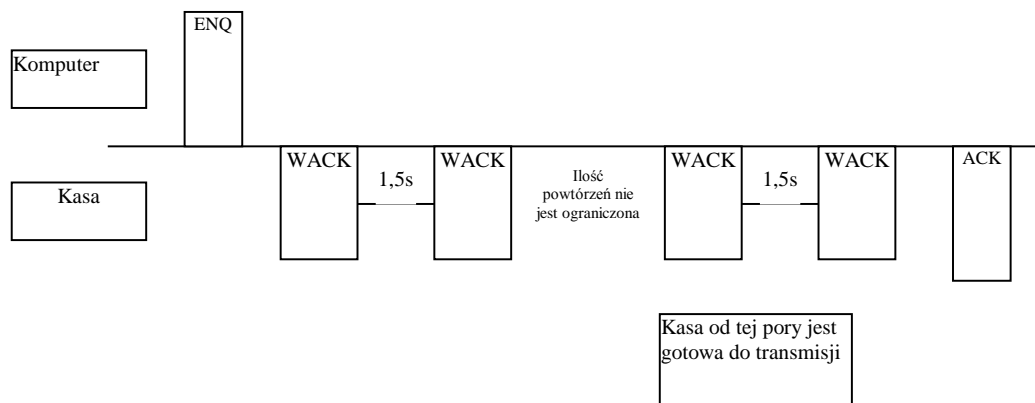 ENQ
Komputer
WACK
1,5s
WACK
Ilość
powtórzeń nie
jest ograniczona
WACK
1,5s
WACK
ACK
Kasa
Kasa od tej pory jest
gotowa do transmisji